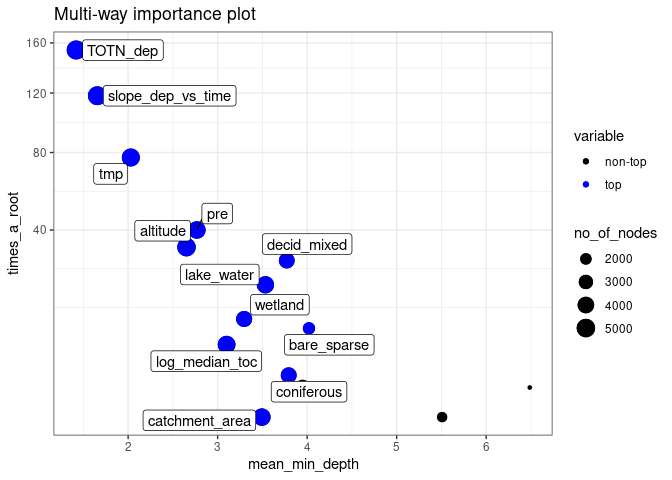 Multi-way importance plot
160
TOTN_dep
120
slope_dep_vs_time
variable
80
non-top
tmp
top
times_a_root
pre
altitude
40
no_of_nodes
decid_mixed
2000
lake_water
3000
wetland
4000
5000
bare_sparse
log_median_toc
coniferous
catchment_area
2
3
4
5
6
mean_min_depth